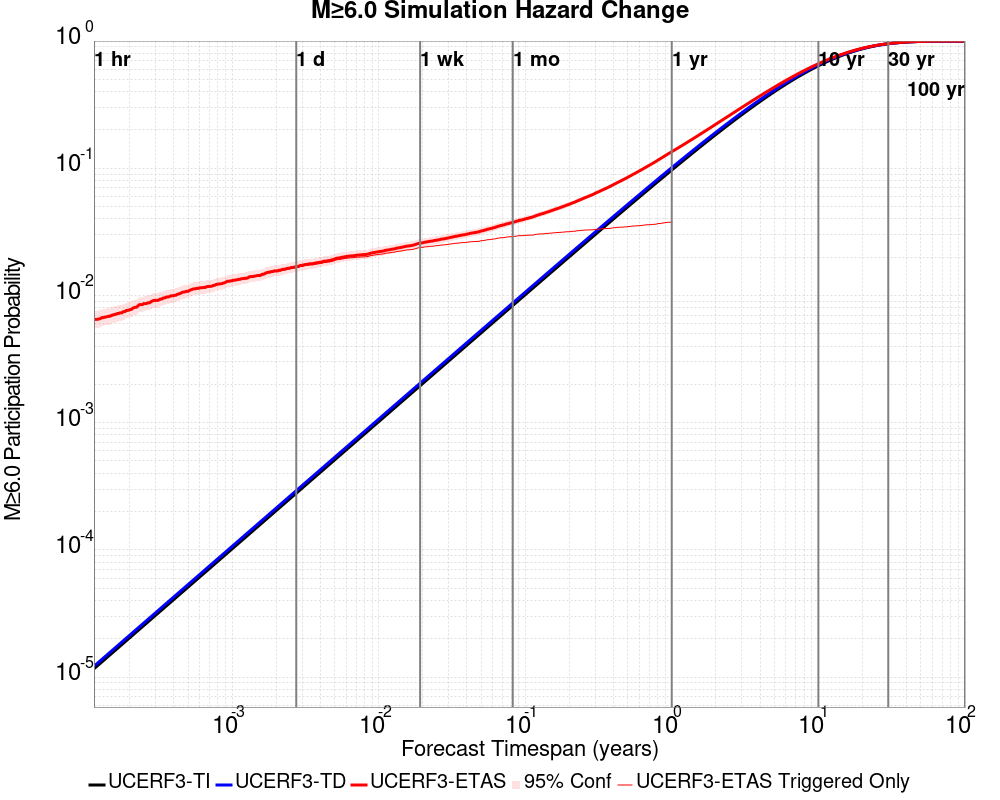 M≥6.0 Simulation Hazard Change
10^0
1 hr 1 d 1 wk 1 mo 1 yr 10 yr 30 yr
100 yr
10^-1
10^-2
10^-3
10^-4
10^-5
M≥6.0 Participation Probability
10^-3 10^-2 10^-1 10^0 10^1 10^2
Forecast Timespan (years)
UCERF3-TI UCERF3-TD UCERF3-ETAS 95% Conf UCERF3-ETAS Triggered Only